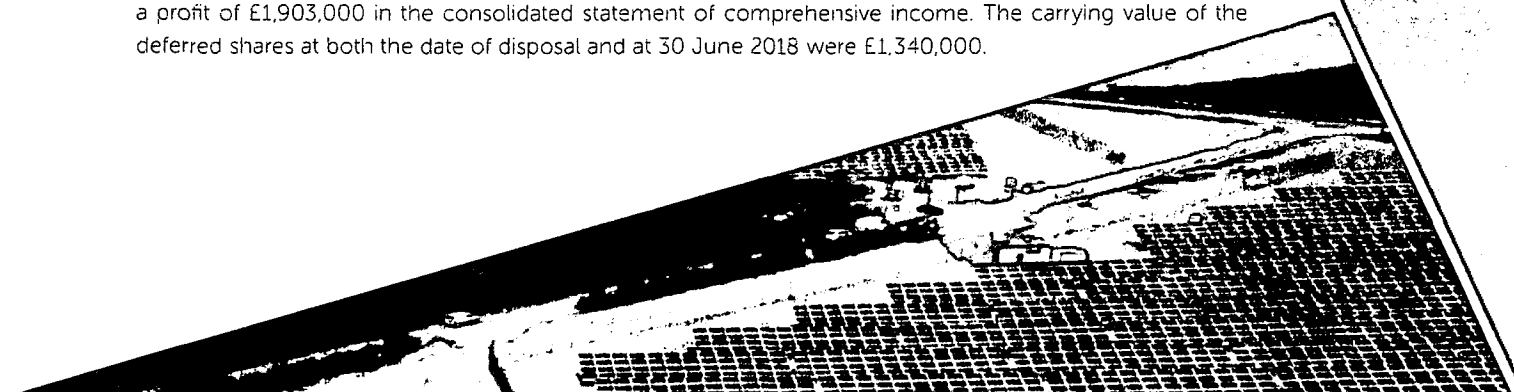 a profit of £1,903,000 in the consolidated statement of comprehensive income. The carrying value of the
deferred shares at both the date of disposal and at 30 June 2018 were £1,340,000.